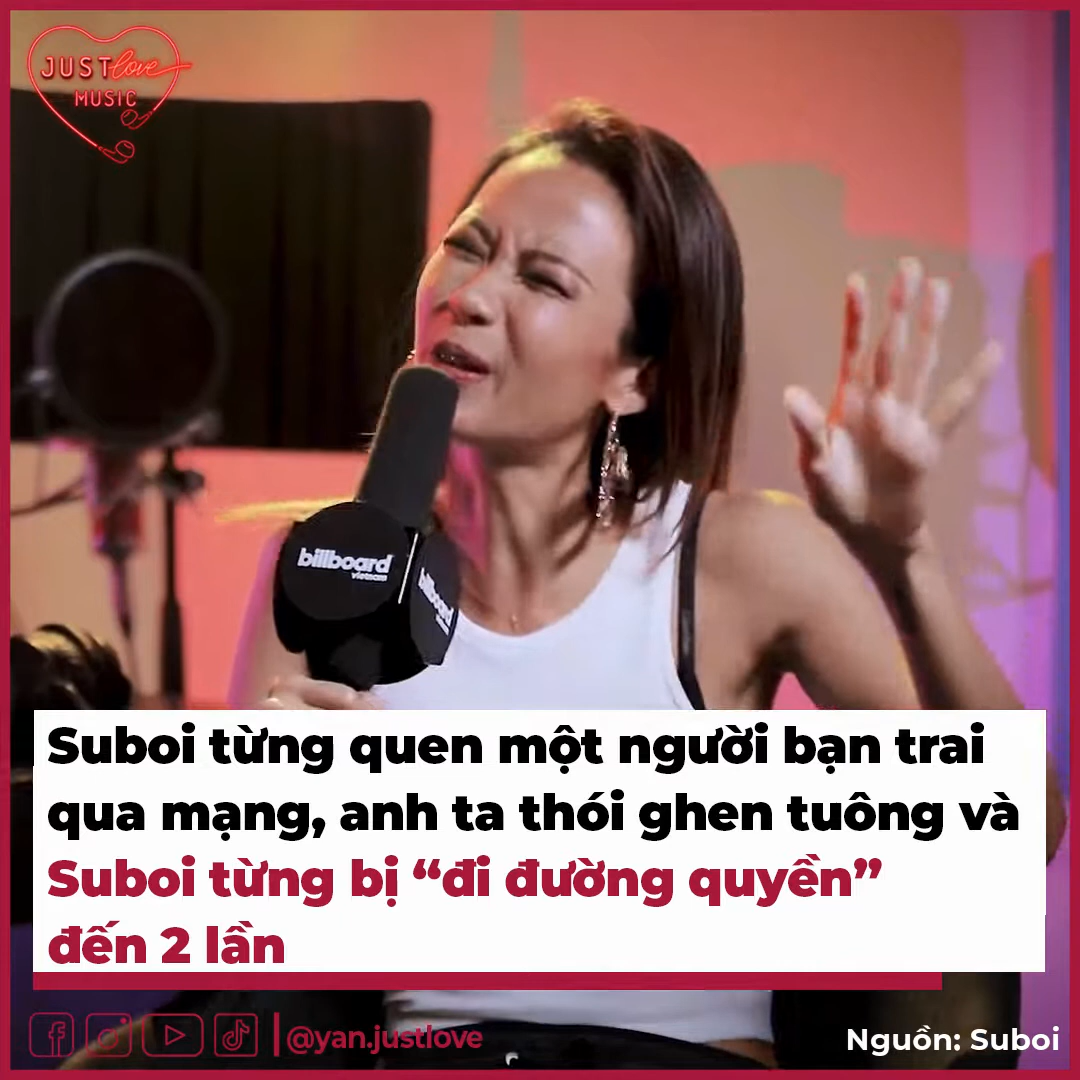 JUST love
MUSIC
billboard
vietnam
Suboi từng quen một người bạn trai
qua mạng, anh ta thói ghen tuông và
Suboi từng bị “đi đường quyền”
đến 2 lần
@yan.justlove
Nguồn: Suboi